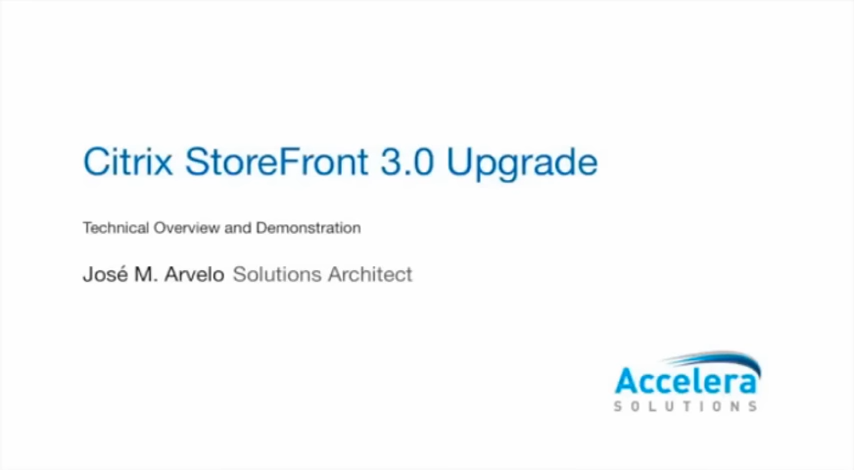 Citrix StoreFront 3.0 Upgrade
Technical Overview and Demonstration
José M. Arvelo Solutions Architect
Accelera
SOLUTIONS